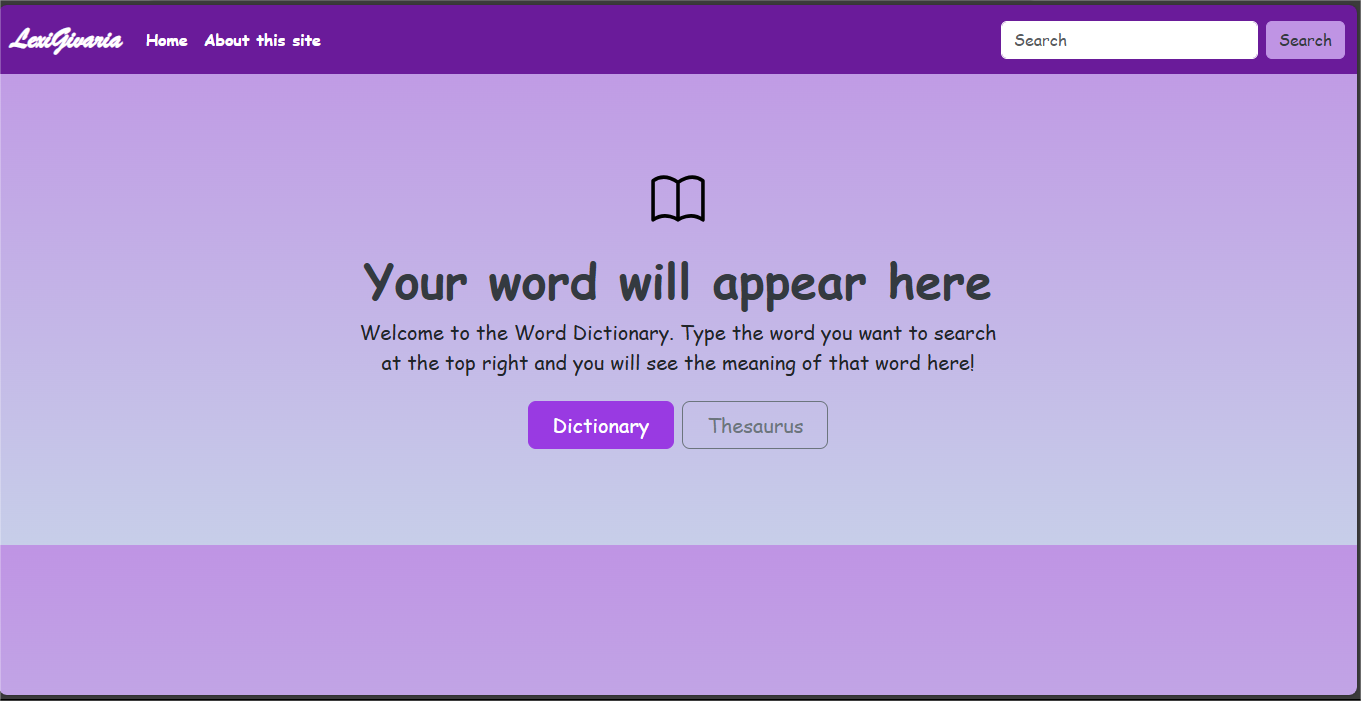 LexiGivaria
Home
About this site
Search
Search
Your word will appear here
Welcome to the Word Dictionary. Type the word you want to search
at the top right and you will see the meaning of that word here!
Dictionary
Thesaurus